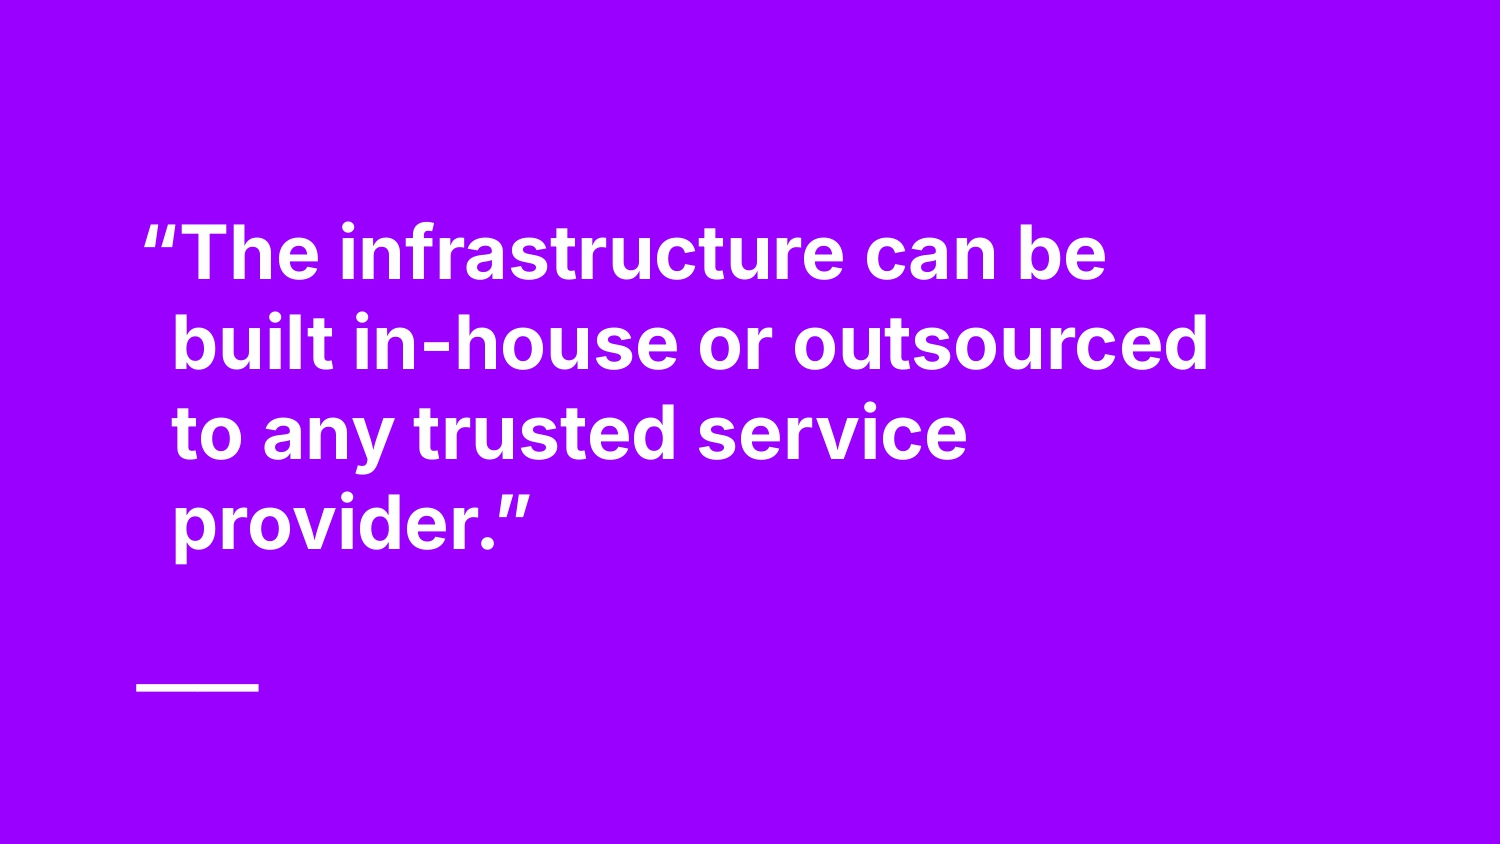 “The infrastructure can be
built in-house or outsourced
to any trusted service
provider.”